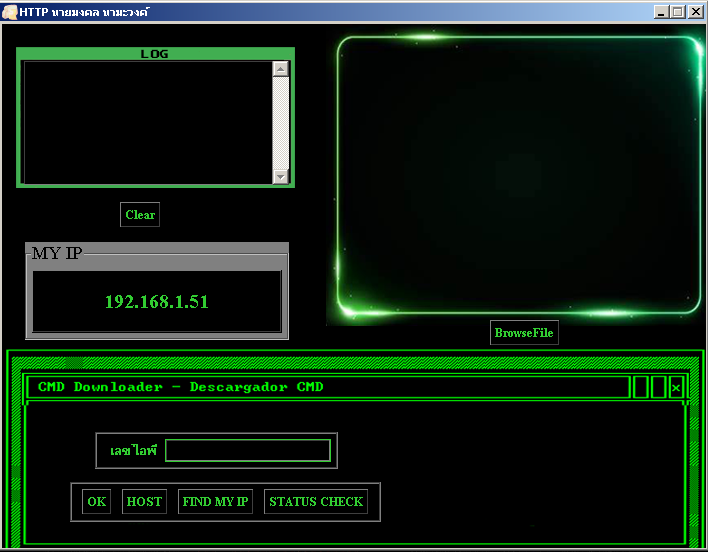 HTTP นายมงคล นามะวงค์
LOG
Clear
MY IP
192.168.1.51
BrowseFile
CMD Downloader - Descargador CMD
เลขไอพี
OK HOST FIND MY IP STATUS CHECK